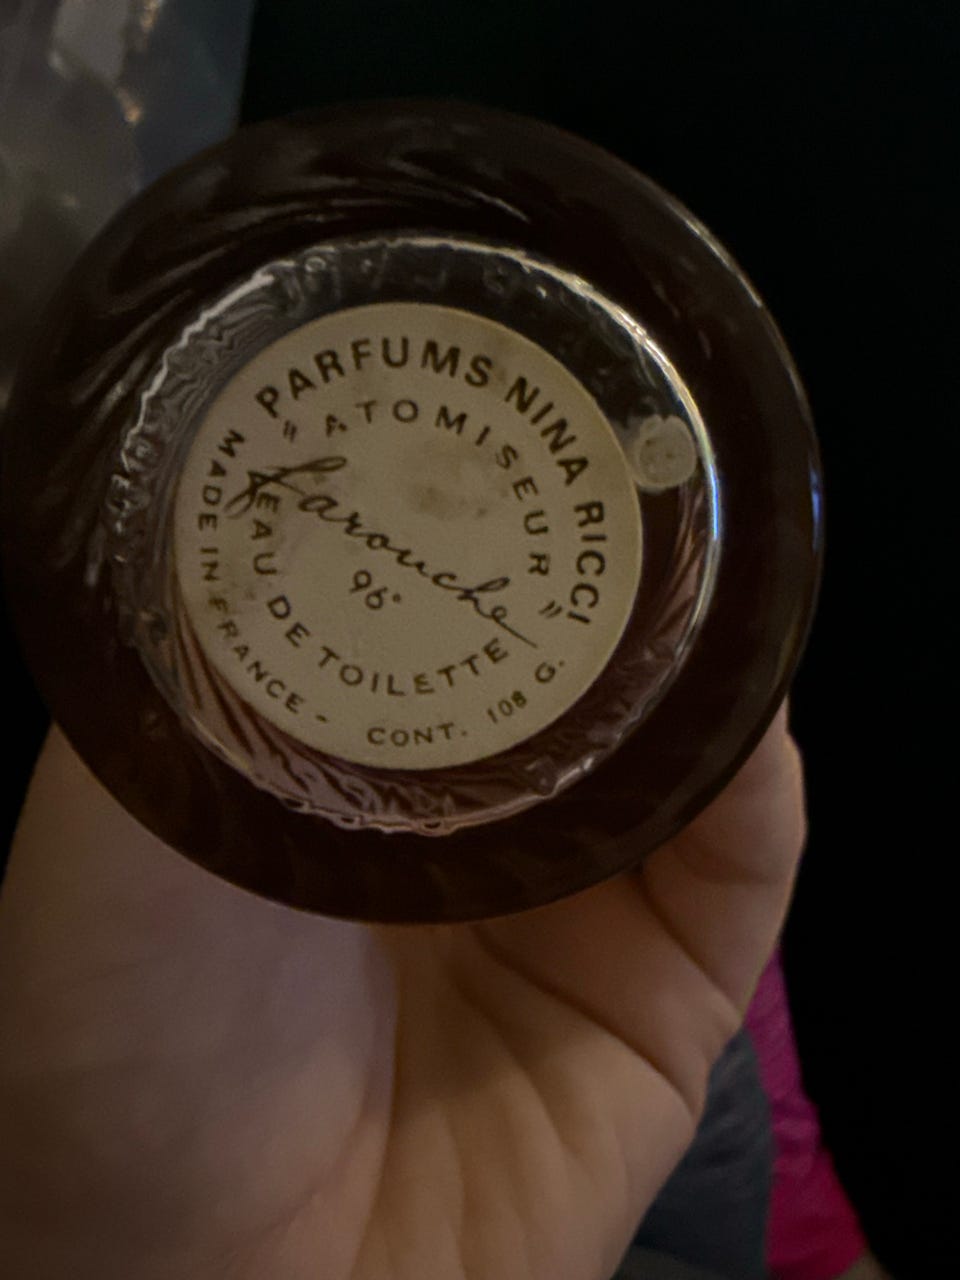 PARFUMS NINA RICCI
"ATOMISEUR"
Farouche
96°
EAU DE TOILETTE
MADE IN FRANCE - CONT. 108 G.